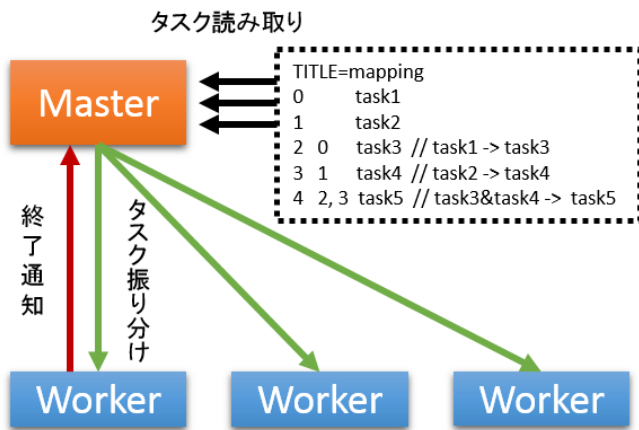 タスク読み取り
Master
TITLE=mapping
0 task1
1 task2
2 0 task3 // task1 -> task3
3 1 task4 // task2 -> task4
4 2, 3 task5 // task3&task4 -> task5
終了通知
タスク振り分け
Worker
Worker
Worker